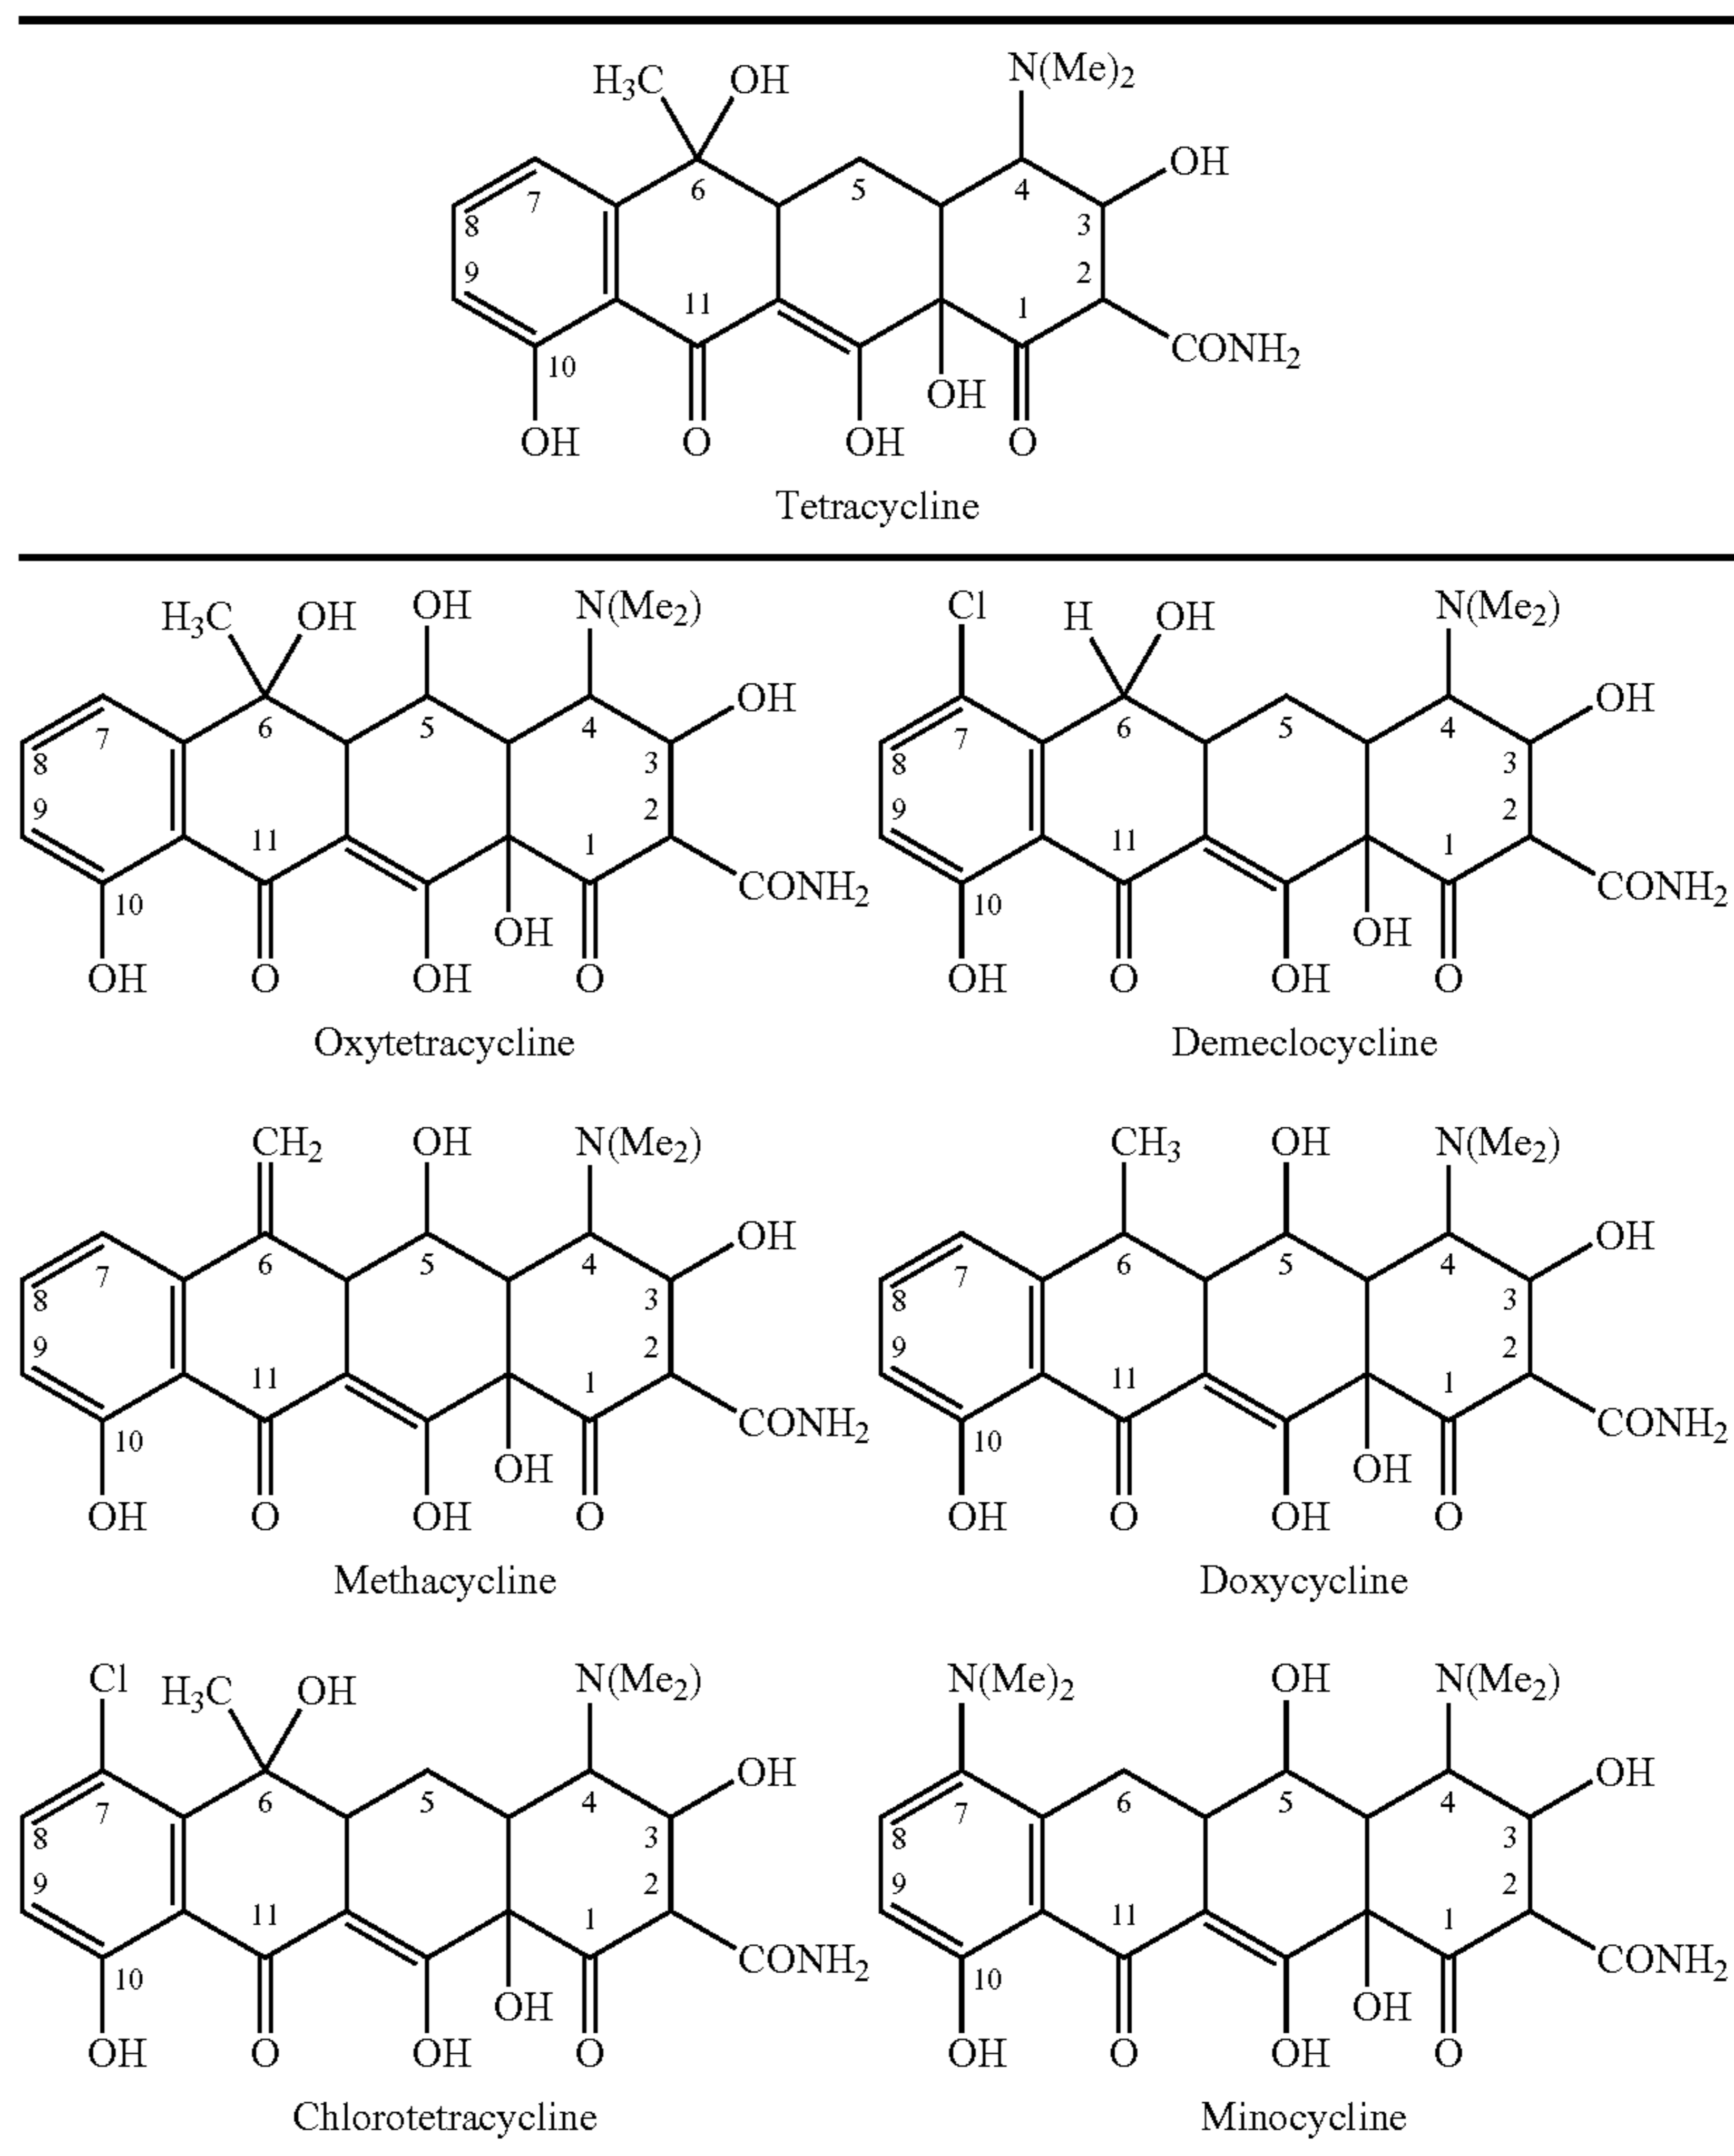 H₃C OH N(Me)₂
OH
7 6 5 4
8 3
9 2
11 1
10 CONH₂
OH
OH O OH O
Tetracycline
H₃C OH OH N(Me₂)
OH
7 6 5 4
8 3
9 2
11 1
10 CONH₂
OH
OH O OH O
Oxytetracycline
Cl H OH N(Me₂)
OH
7 6 5 4
8 3
9 2
11 1
10 CONH₂
OH
OH O OH O
Demeclocycline
CH₂ OH N(Me₂)
OH
7 6 5 4
8 3
9 2
11 1
10 CONH₂
OH
OH O OH O
Methacycline
CH₃ OH N(Me₂)
OH
7 6 5 4
8 3
9 2
11 1
10 CONH₂
OH
OH O OH O
Doxycycline
Cl H₃C OH N(Me₂)
OH
7 6 5 4
8 3
9 2
11 1
10 CONH₂
OH
OH O OH O
Chlorotetracycline
N(Me)₂ OH N(Me₂)
OH
7 6 5 4
8 3
9 2
11 1
10 CONH₂
OH
OH O OH O
Minocycline